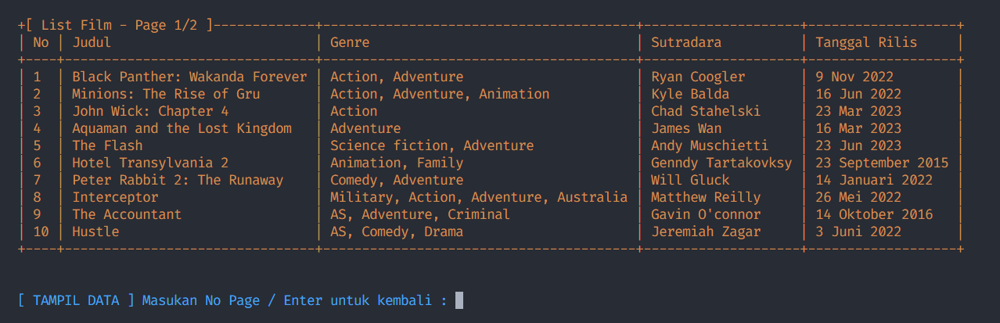 +[ List Film - Page 1/2 ]-------------+----------------------------------------+--------------------+-------------------+
| No | Judul                          | Genre                                  | Sutradara          | Tanggal Rilis     |
+----+--------------------------------+----------------------------------------+--------------------+-------------------+
| 1  | Black Panther: Wakanda Forever | Action, Adventure                      | Ryan Coogler       | 9 Nov 2022        |
| 2  | Minions: The Rise of Gru       | Action, Adventure, Animation           | Kyle Balda         | 16 Jun 2022       |
| 3  | John Wick: Chapter 4           | Action                                 | Chad Stahelski     | 23 Mar 2023       |
| 4  | Aquaman and the Lost Kingdom   | Adventure                              | James Wan          | 16 Mar 2023       |
| 5  | The Flash                      | Science fiction, Adventure             | Andy Muschietti    | 23 Jun 2023       |
| 6  | Hotel Transylvania 2           | Animation, Family                      | Genndy Tartakovksy | 23 September 2015 |
| 7  | Peter Rabbit 2: The Runaway    | Comedy, Adventure                      | Will Gluck         | 14 Januari 2022   |
| 8  | Interceptor                    | Military, Action, Adventure, Australia | Matthew Reilly     | 26 Mei 2022       |
| 9  | The Accountant                 | AS, Adventure, Criminal                | Gavin O'connor     | 14 Oktober 2016   |
| 10 | Hustle                         | AS, Comedy, Drama                      | Jeremiah Zagar     | 3 Juni 2022       |
+----+--------------------------------+----------------------------------------+--------------------+-------------------+
[ TAMPIL DATA ] Masukan No Page / Enter untuk kembali :